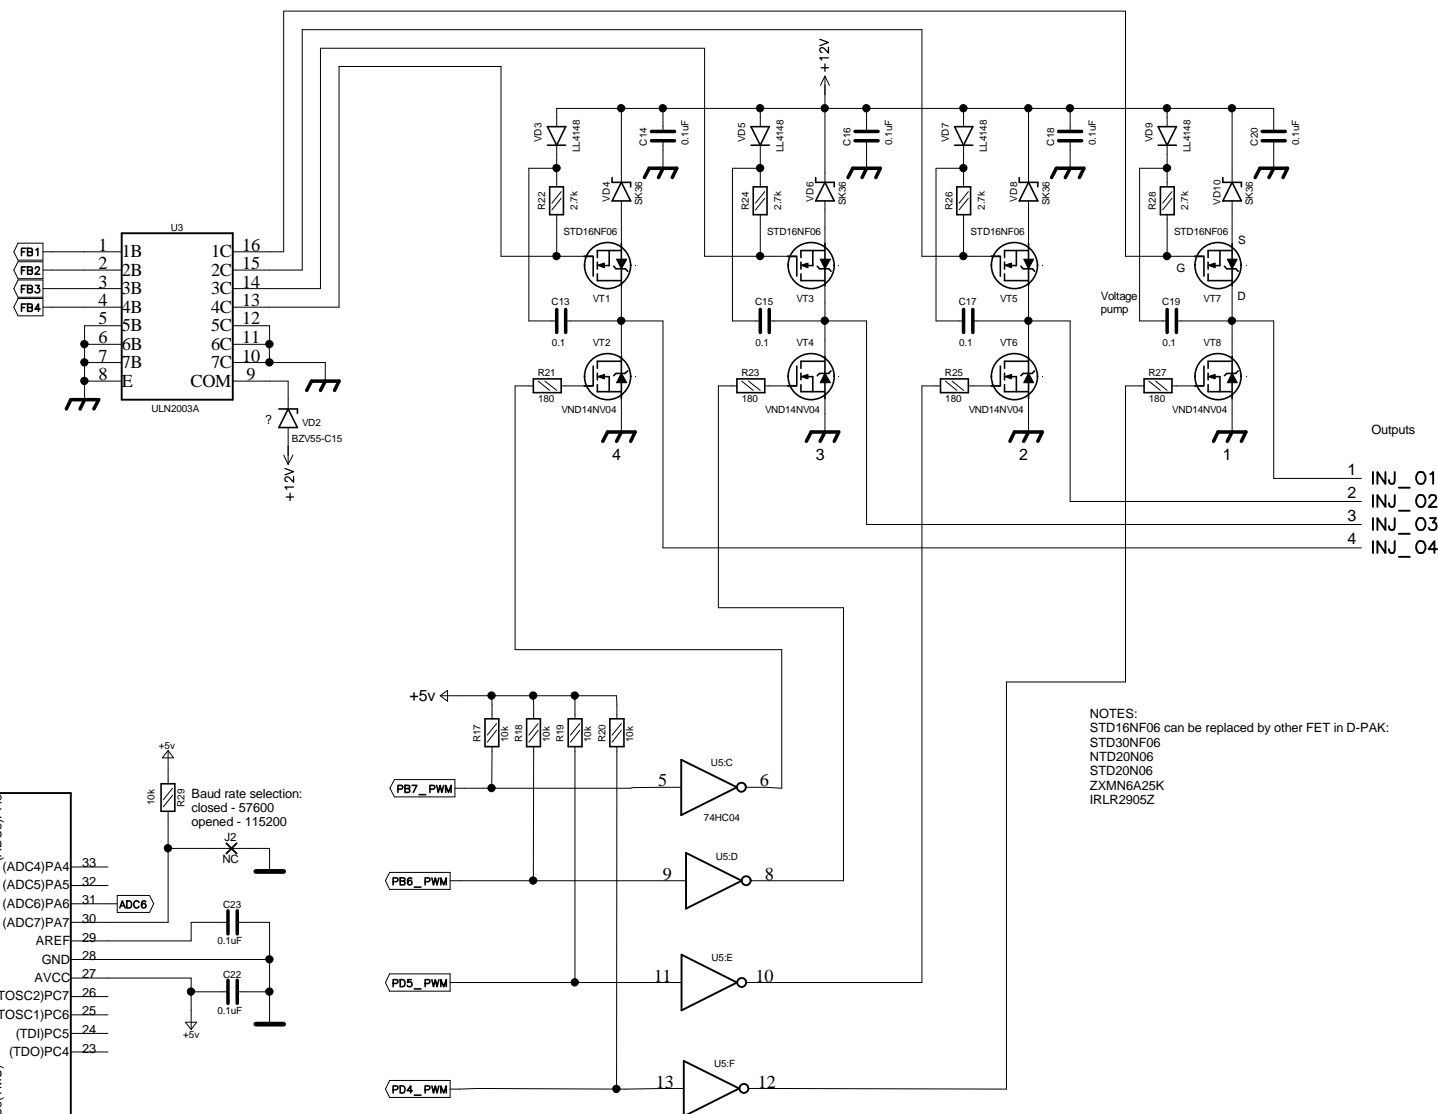 +12V
VD3
LL4148
C14
0.1uF
VD5
LL4148
C16
0.1uF
VD7
LL4148
C18
0.1uF
VD9
LL4148
C20
0.1uF
R22
2.7k
VD4
SK36
R24
2.7k
VD6
SK36
R26
2.7k
VD8
SK36
R28
2.7k
VD10
SK36
STD16NF06
STD16NF06
STD16NF06
STD16NF06
S
G
D
VT1
VT3
VT5
VT7
Voltage
pump
C13
0.1
C15
0.1
C17
0.1
C19
0.1
VT2
VT4
VT6
VT8
R21
180
R23
180
R25
180
R27
180
VND14NV04
VND14NV04
VND14NV04
VND14NV04
4
3
2
1
U3
FB1 1 1B 1C 16
FB2 2 2B 2C 15
FB3 3 3B 3C 14
FB4 4 4B 4C 13
5 5B 5C 12
6 6B 6C 11
7 7B 7C 10
8 E COM 9
ULN2003A
?
VD2
BZV55-C15
+12V
Outputs
1 INJ_O1
2 INJ_O2
3 INJ_O3
4 INJ_O4
+5v
R17
10k
R18
10k
R19
10k
R20
10k
PB7_PWM
5
U5:C
6
74HC04
PB6_PWM
9
U5:D
8
PD5_PWM
11
U5:E
10
PD4_PWM
13
U5:F
12
NOTES:
STD16NF06 can be replaced by other FET in D-PAK:
STD30NF06
NTD20N06
STD20N06
ZXMN6A25K
IRLR2905Z
+5v
10k
R29
Baud rate selection:
closed - 57600
opened - 115200
J2
NC
(ADC4)PA4 33
(ADC5)PA5 32
(ADC6)PA6 31 ADC6
(ADC7)PA7 30
AREF 29
GND 28
AVCC 27
TOSC2)PC7 26
TOSC1)PC6 25
(TDI)PC5 24
(TDO)PC4 23
C23
0.1uF
C22
0.1uF
+5v